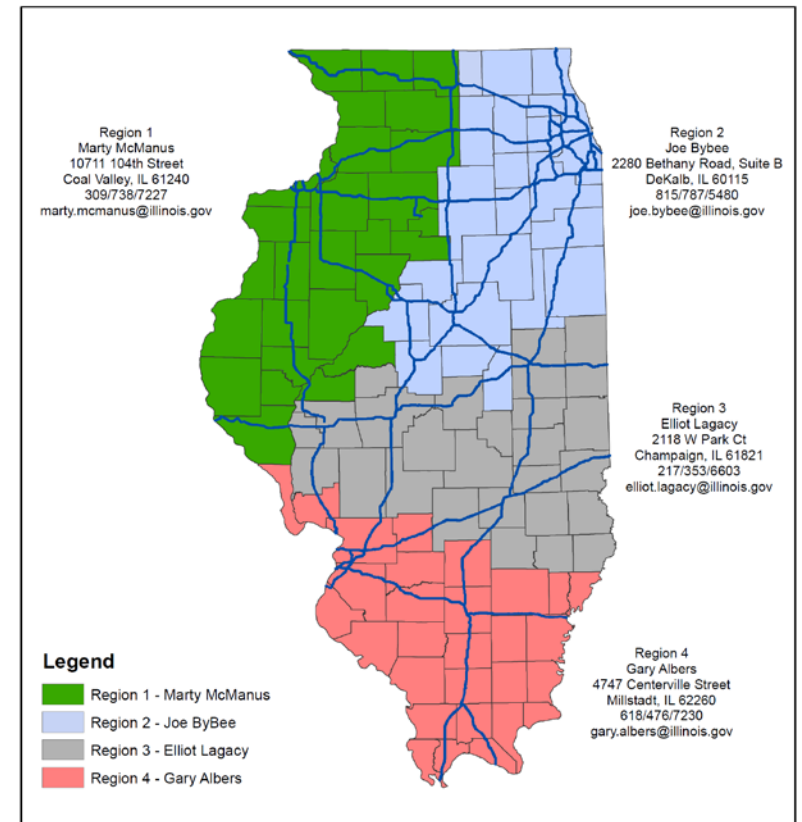 Region 1
Marty McManus
10711 104th Street
Coal Valley, IL 61240
309/738/7227
marty.mcmanus@illinois.gov
Region 2
Joe Bybee
2280 Bethany Road, Suite B
DeKalb, IL 60115
815/787/5480
joe.bybee@illinois.gov
Region 3
Elliot Lagacy
2118 W Park Ct
Champaign, IL 61821
217/353/6603
elliot.lagacy@illinois.gov
Region 4
Gary Albers
4747 Centerville Street
Millstadt, IL 62260
618/476/7230
gary.albers@illinois.gov
Legend
Region 1 - Marty McManus
Region 2 - Joe ByBee
Region 3 - Elliot Lagacy
Region 4 - Gary Albers